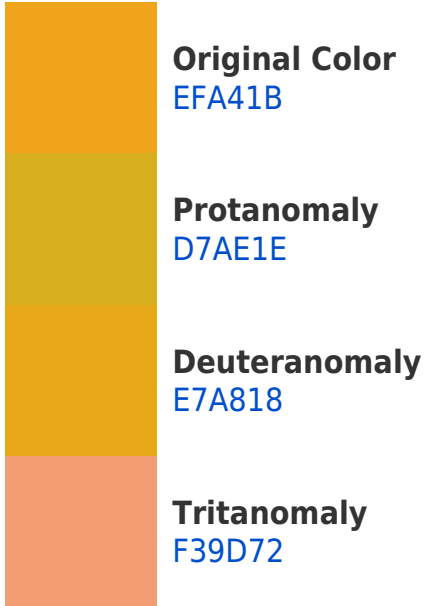 Original Color
EFA41B
Protanomaly
D7AE1E
Deuteranomaly
E7A818
Tritanomaly
F39D72